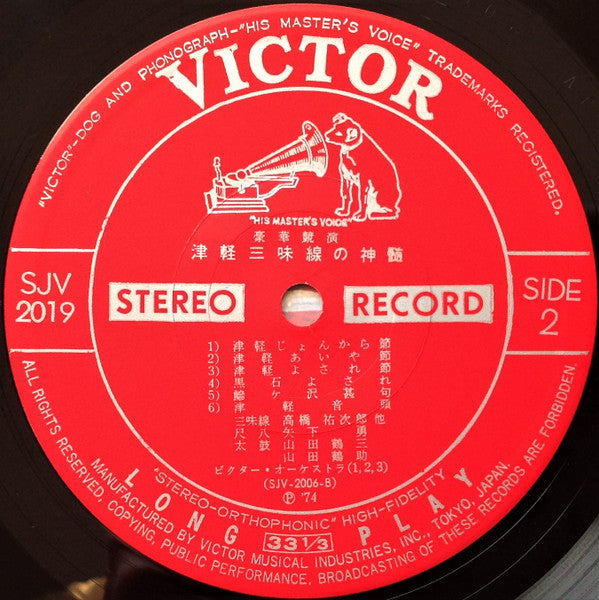 "VICTOR"-DOG AND PHONOGRAPH-"HIS MASTER'S VOICE" TRADEMARKS REGISTERED.
VICTOR
"HIS MASTER'S VOICE"
豪華競演
津軽三味線の神髄
SJV
2019
STEREO RECORD
SIDE
2
1) 津軽じょんから節
2) 津軽あいや節
3) 津軽よされ節
4) 黒石よされ
5) 鰺ヶ沢甚句
6) 津軽音頭
三味線 高橋祐次郎他
尺八 矢下勇
太鼓 山田鶴三
山田鶴助
ビクター・オーケストラ(1,2,3)
(SJV-2006-B)
Ⓟ '74
"STEREO-ORTHOPHONIC" HIGH-FIDELITY
LONG 33 1/3 PLAY
MANUFACTURED BY VICTOR MUSICAL INDUSTRIES, INC., TOKYO, JAPAN.
ALL RIGHTS RESERVED, COPYING, PUBLIC PERFORMANCE, BROADCASTING OF THESE RECORDS ARE FORBIDDEN.